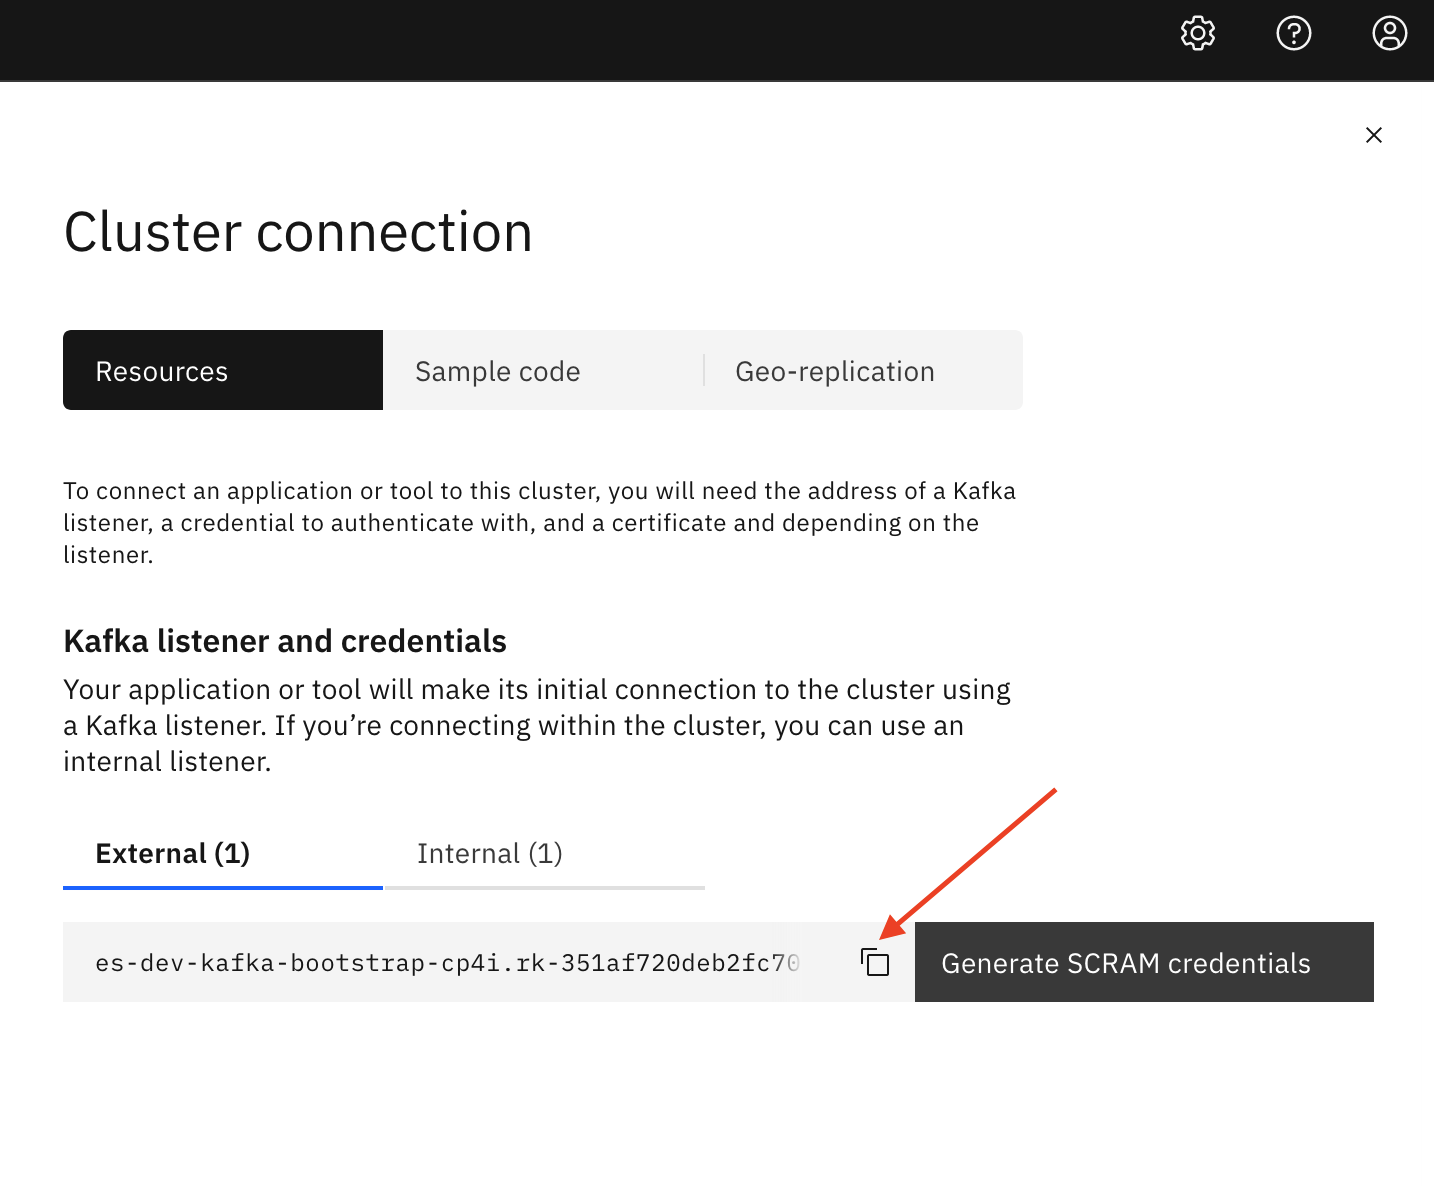 Cluster connection
Resources
Sample code
Geo-replication
To connect an application or tool to this cluster, you will need the address of a Kafka
listener, a credential to authenticate with, and a certificate and depending on the
listener.
Kafka listener and credentials
Your application or tool will make its initial connection to the cluster using
a Kafka listener. If you’re connecting within the cluster, you can use an
internal listener.
External (1)
Internal (1)
es-dev-kafka-bootstrap-cp4i.rk-351af720deb2fc70
Generate SCRAM credentials